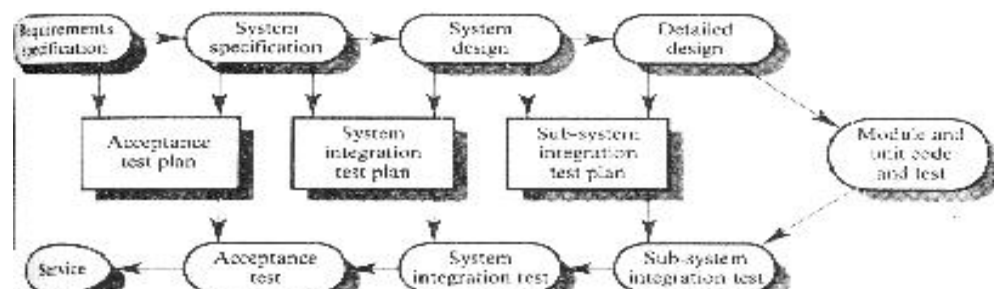 Requirements
specification
System
specification
System
design
Detailed
design
Acceptance
test plan
System
integration
test plan
Sub-system
integration
test plan
Module and
unit code
and test
Service
Acceptance
test
System
integration test
Sub-system
integration test